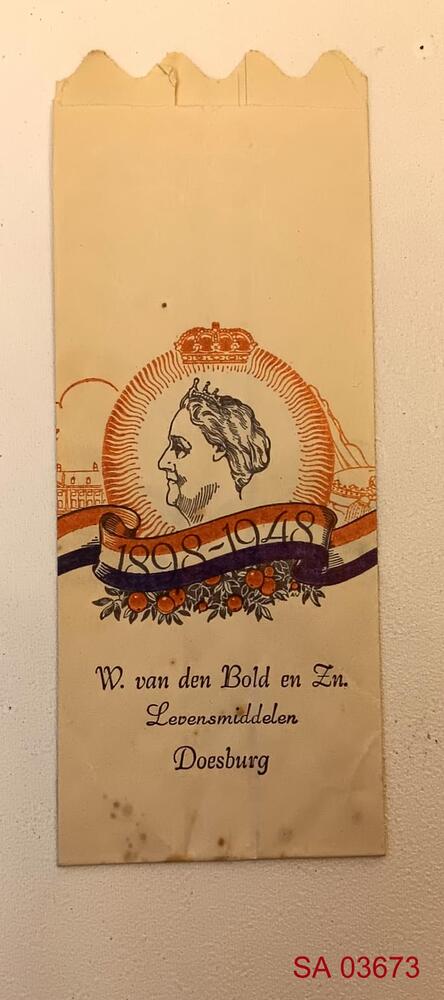 1898-1948
W. van den Bold en Zn.
Levensmiddelen
Doesburg
SA 03673